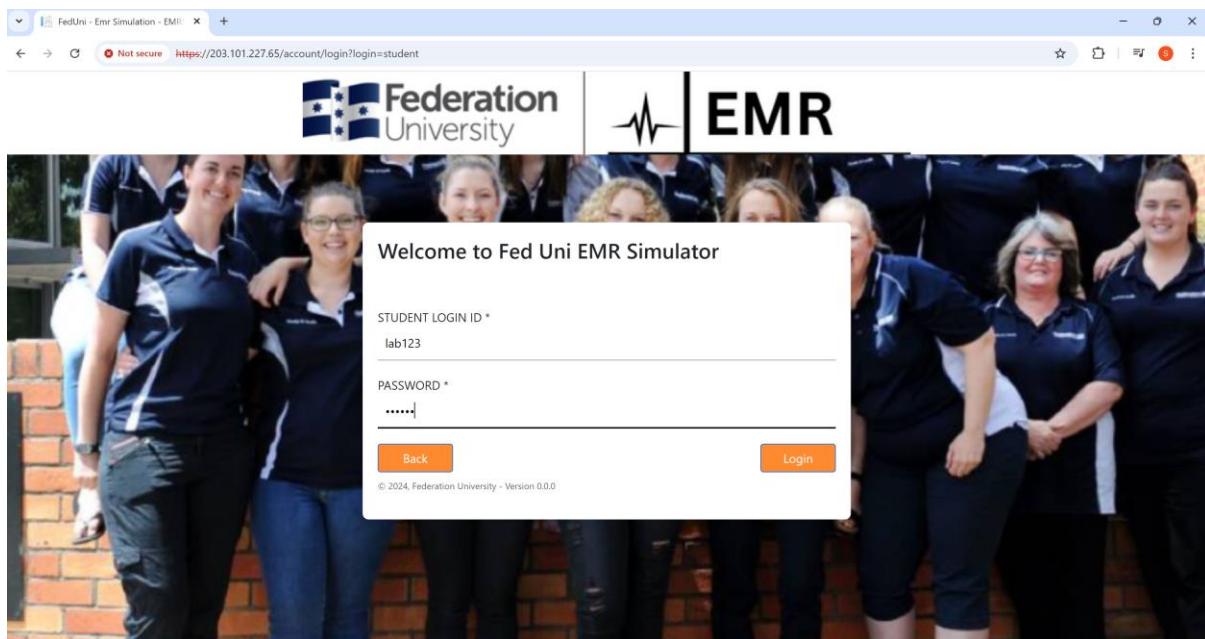 FedUni - Emr Simulation - EMR
Not secure https://203.101.227.65/account/login?login=student
S
Federation
University
EMR
Welcome to Fed Uni EMR Simulator
STUDENT LOGIN ID *
lab123
PASSWORD *
••••••
Back Login
© 2024, Federation University - Version 0.0.0